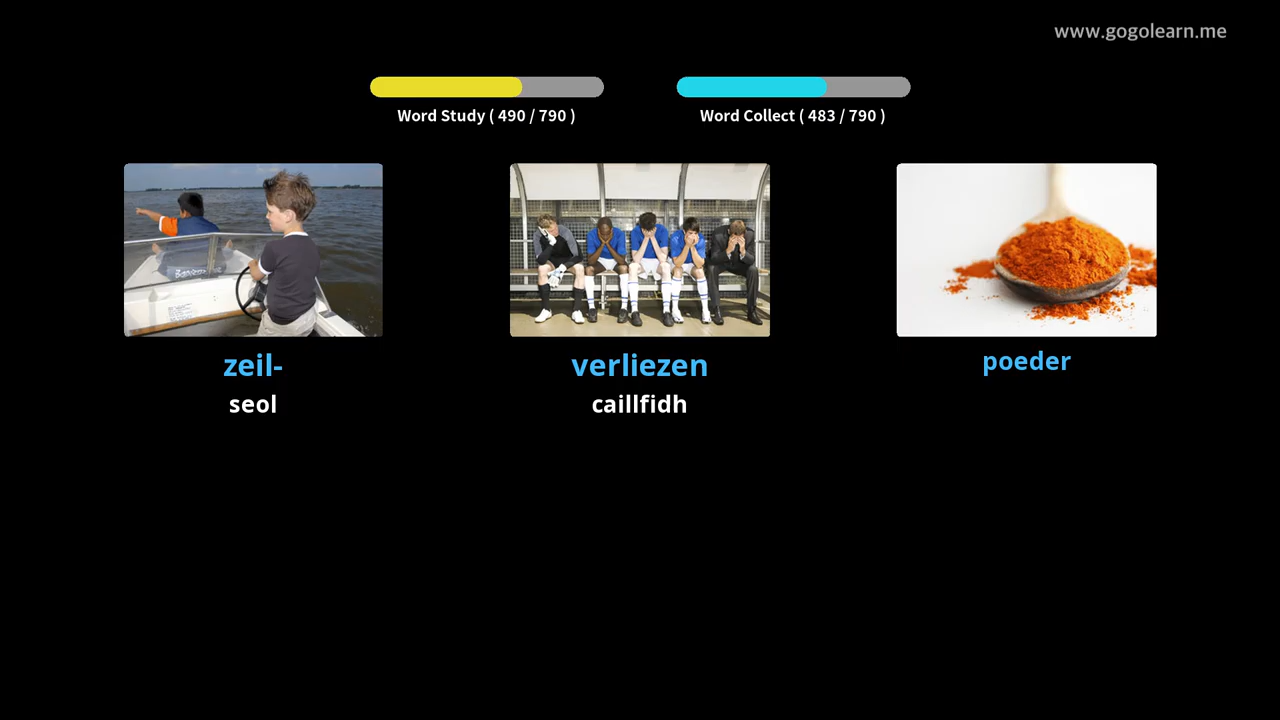 www.gogolearn.me
Word Study ( 490 / 790 )
Word Collect ( 483 / 790 )
zeil-
verliezen
poeder
seol
caillfidh